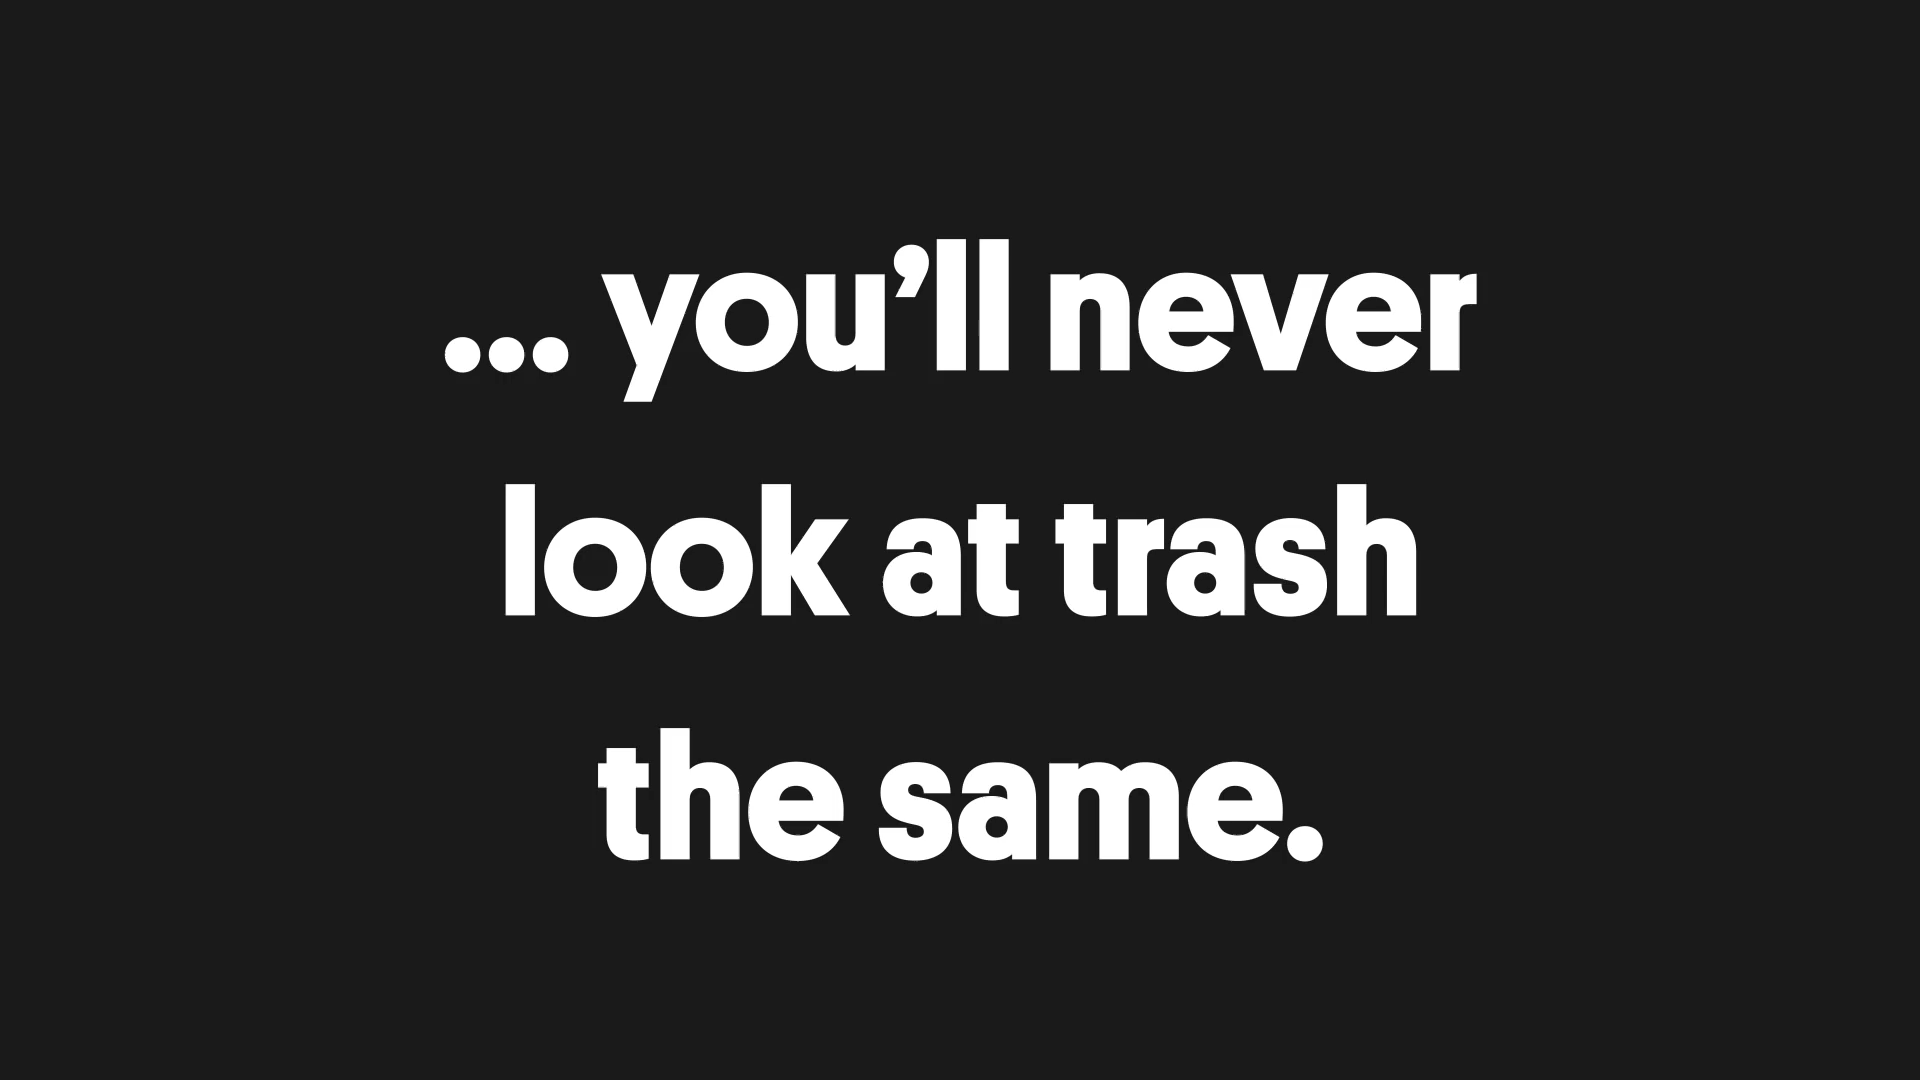 ... you’ll never
look at trash
the same.